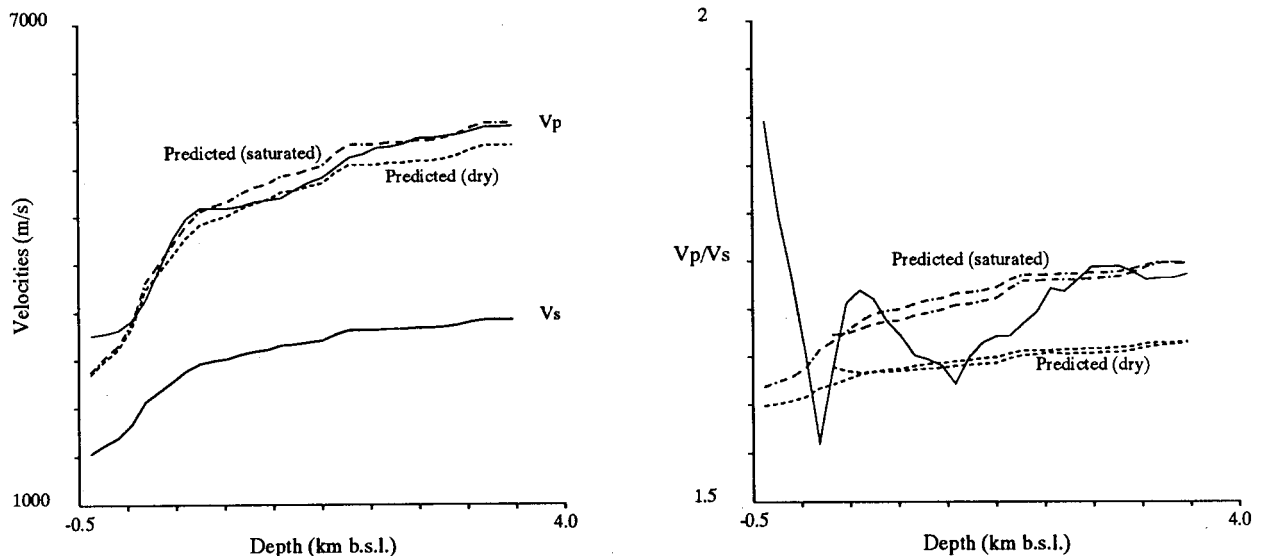 7000
Velocities (m/s)
Predicted (saturated)
Vp
Predicted (dry)
Vs
1000
-0.5
4.0
Depth (km b.s.l.)
2
Vp/Vs
Predicted (saturated)
Predicted (dry)
1.5
-0.5
4.0
Depth (km b.s.l.)